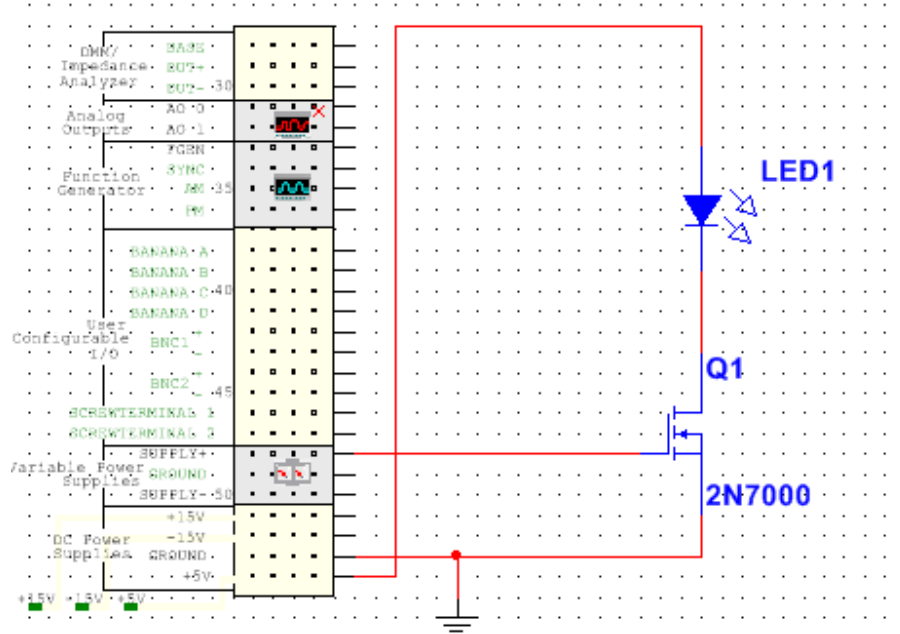 DMM/
Impedance
Analyzer
BASE
DUT+
DUT-
30
Analog
Outputs
AO 0
AO 1
Function
Generator
FGEN
SYNC
AM
35
FM
User
Configurable
I/O
BANANA A
BANANA B
BANANA C
40
BANANA D
BNC1
+
-
BNC2
+
-
45
SCREWTERMINAL 1
SCREWTERMINAL 2
Variable Power
Supplies
SUPPLY+
GROUND
SUPPLY-
50
DC Power
Supplies
+15V
-15V
GROUND
+5V
+15V
-15V
+5V
LED1
Q1
2N7000